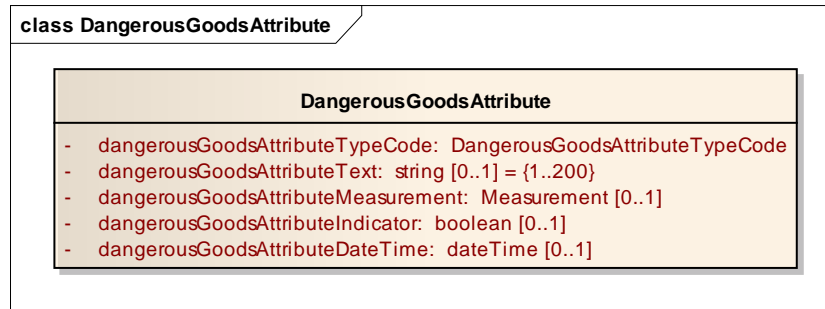 class DangerousGoodsAttribute
DangerousGoodsAttribute
- dangerousGoodsAttributeTypeCode: DangerousGoodsAttributeTypeCode
- dangerousGoodsAttributeText: string [0..1] = {1..200}
- dangerousGoodsAttributeMeasurement: Measurement [0..1]
- dangerousGoodsAttributeIndicator: boolean [0..1]
- dangerousGoodsAttributeDateTime: dateTime [0..1]